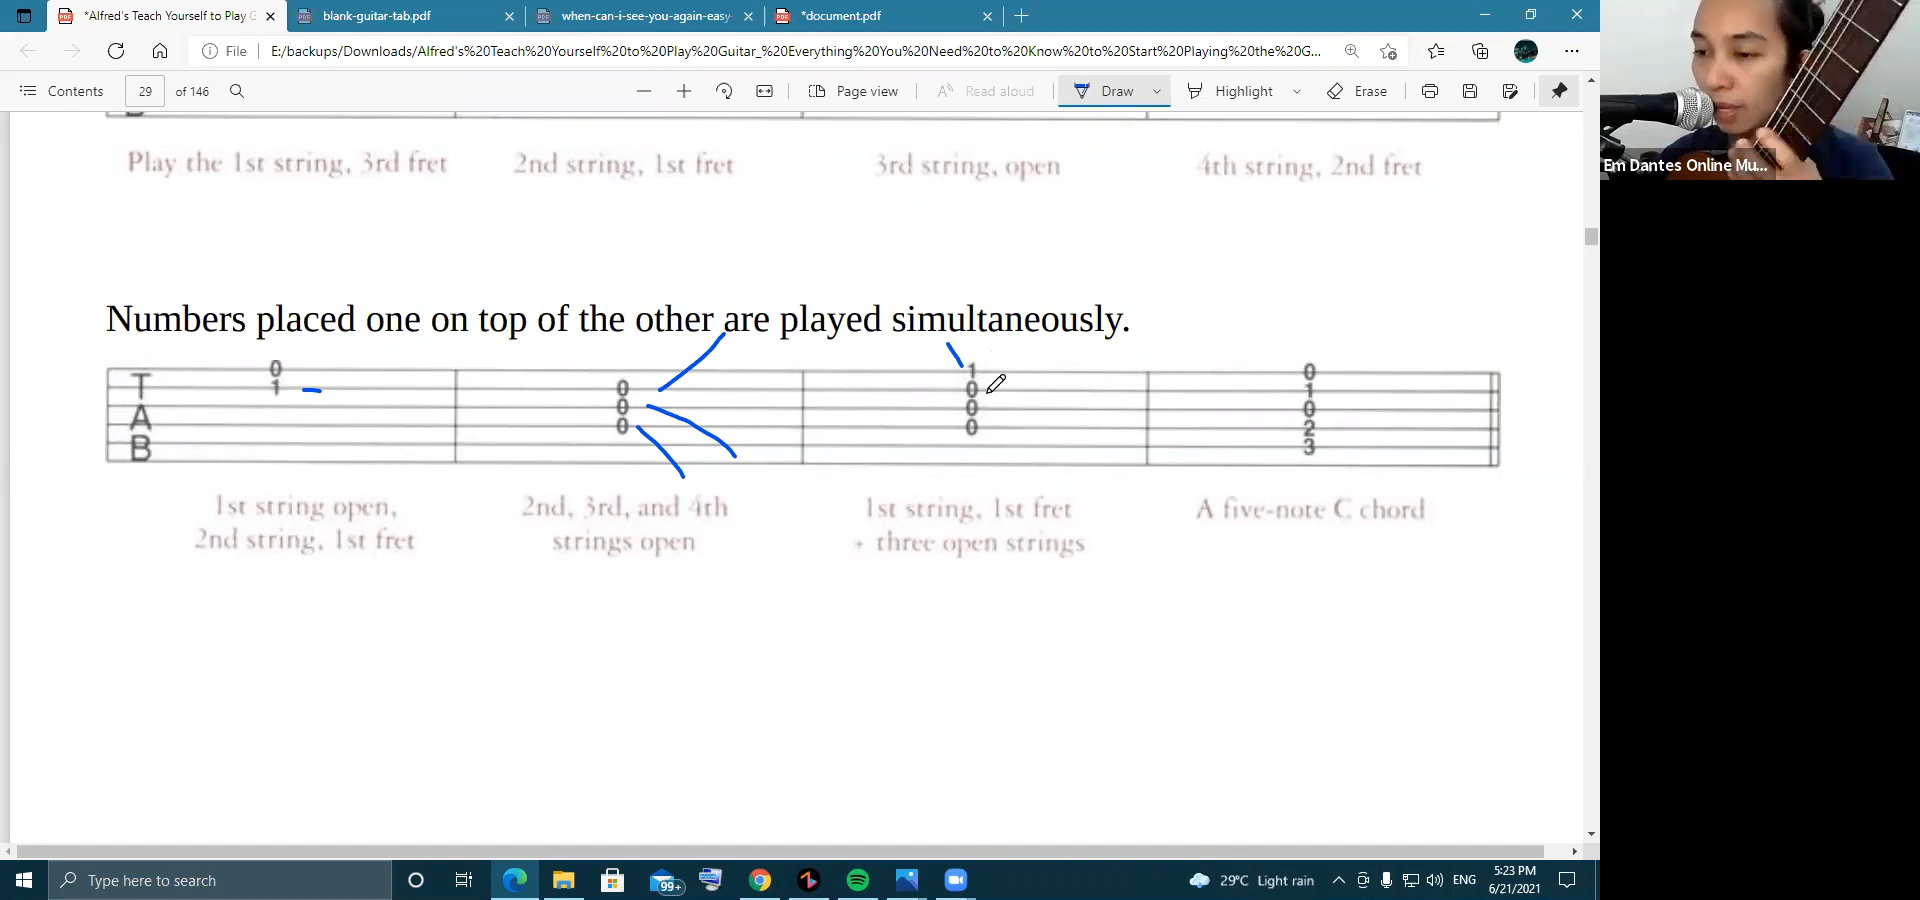 *Alfred's Teach Yourself to Play G
blank-guitar-tab.pdf
when-can-i-see-you-again-easy-
*document.pdf
File
E:/backups/Downloads/Alfred's%20Teach%20Yourself%20to%20Play%20Guitar_%20Everything%20You%20Need%20to%20Know%20to%20Start%20Playing%20the%20G...
Contents
29
of 146
Page view
Read aloud
Draw
Highlight
Erase
Em Dantes Online Mu...
Play the 1st string, 3rd fret
2nd string, 1st fret
3rd string, open
4th string, 2nd fret
Numbers placed one on top of the other are played simultaneously.
T
A
B
0
1
0
0
0
1
0
0
0
0
1
0
2
3
1st string open,
2nd string, 1st fret
2nd, 3rd, and 4th
strings open
1st string, 1st fret
+ three open strings
A five-note C chord
Type here to search
99+
29°C Light rain
ENG
5:23 PM
6/21/2021